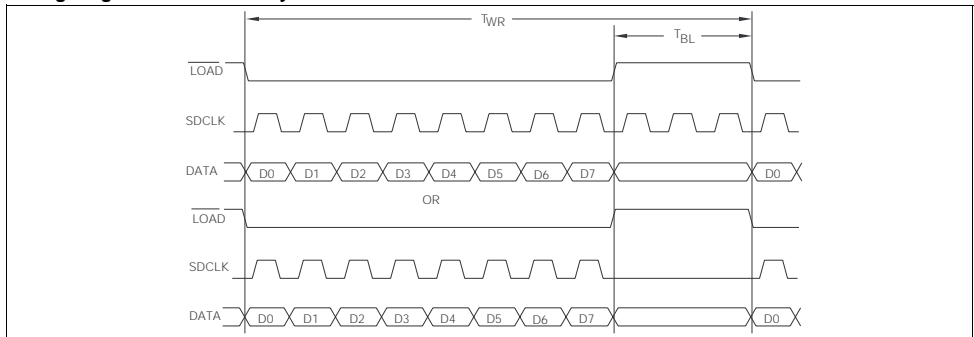 TWR
TBL
LOAD
SDCLK
DATA D0 D1 D2 D3 D4 D5 D6 D7 D0
OR
LOAD
SDCLK
DATA D0 D1 D2 D3 D4 D5 D6 D7 D0